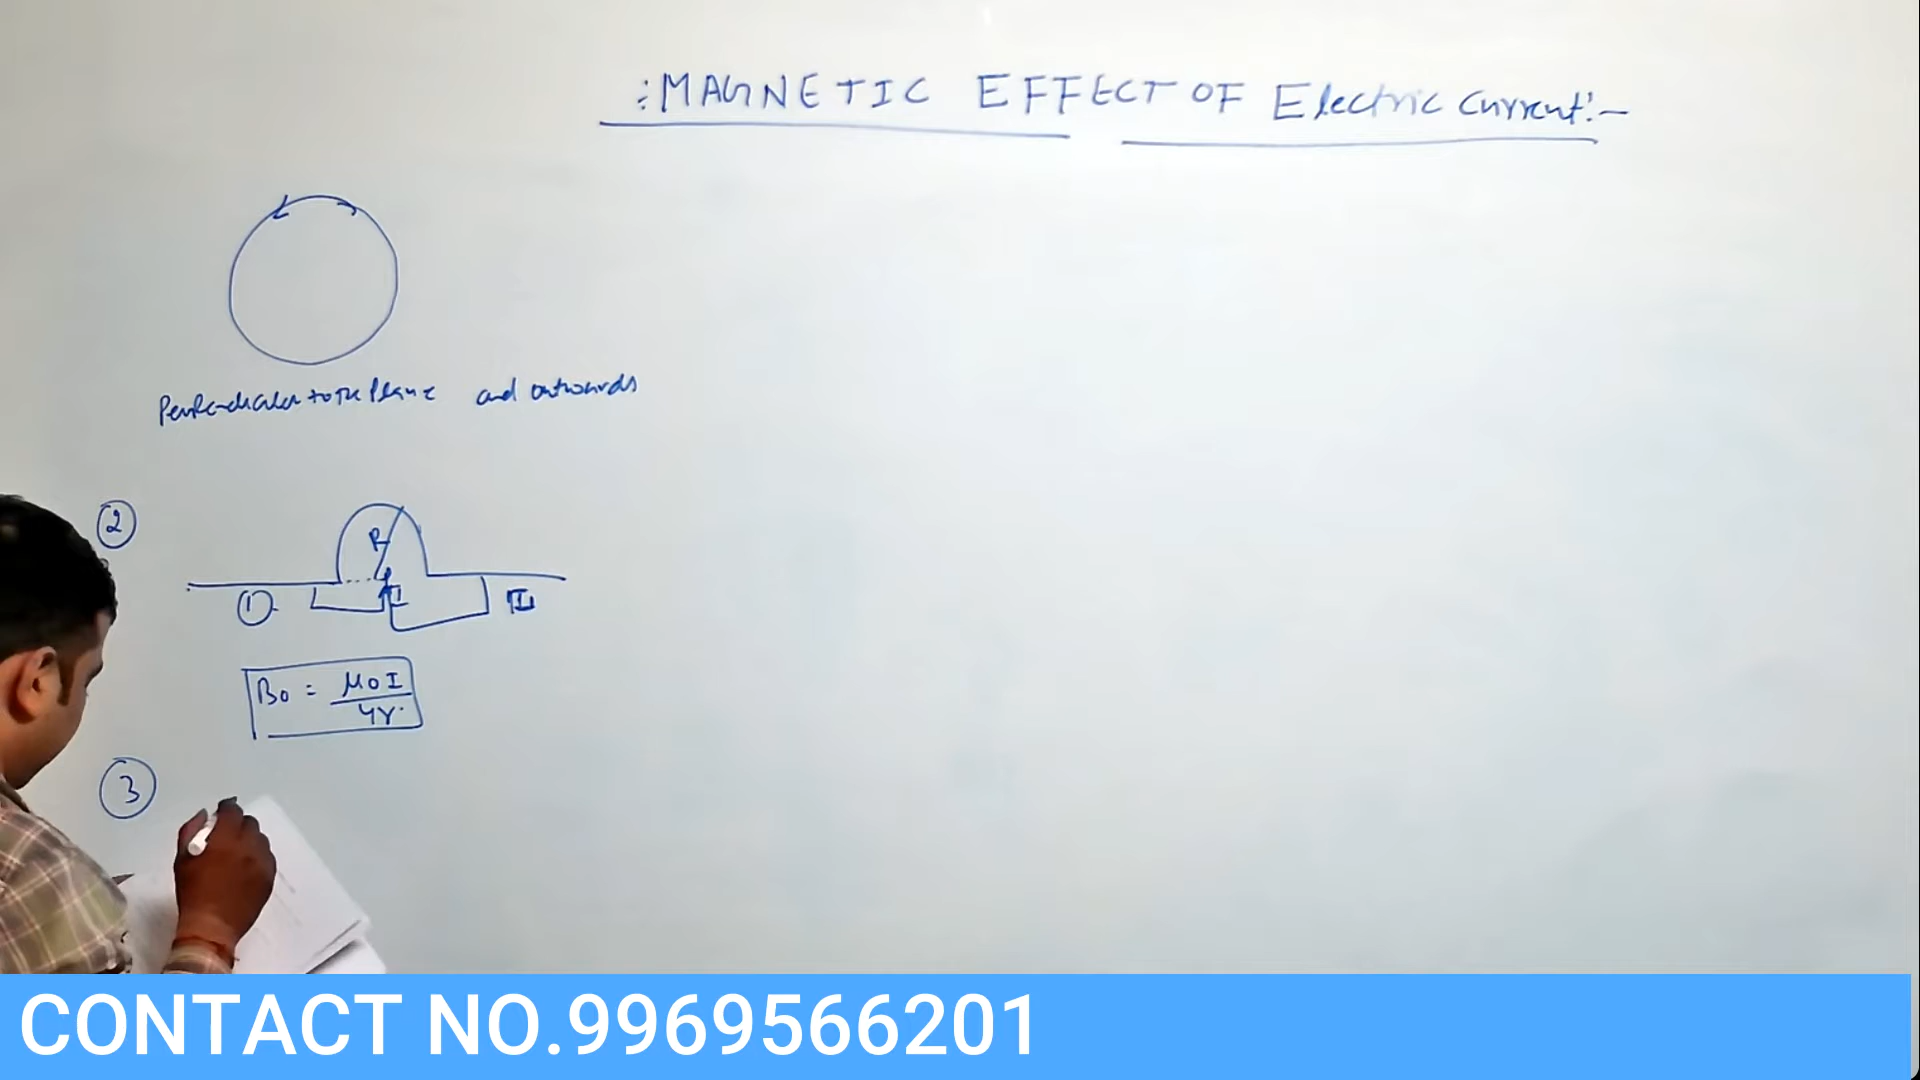 :MAGNETIC EFFECT OF Electric Current:-
Perpendicular to the Plane and outwards
2
R
1 II
B0 = μ0I / 4r
3
CONTACT NO.9969566201